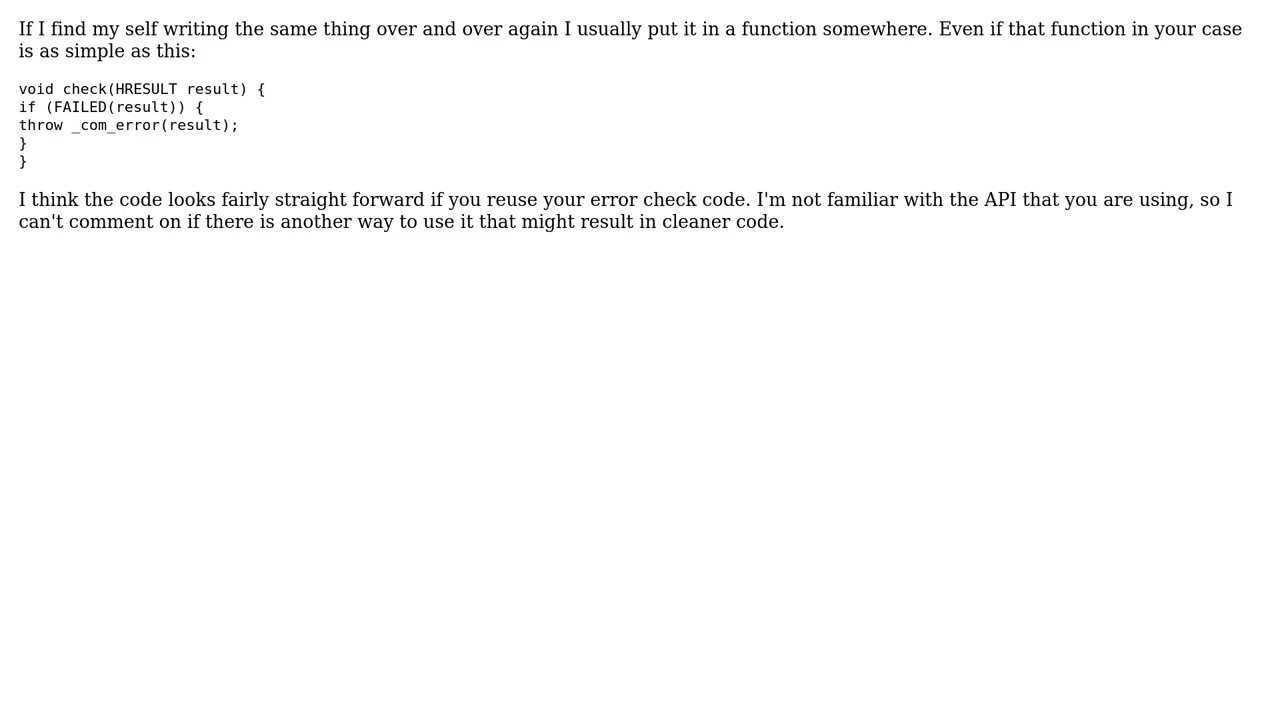 If I find my self writing the same thing over and over again I usually put it in a function somewhere. Even if that function in your case
is as simple as this:
void check(HRESULT result) {
if (FAILED(result)) {
throw _com_error(result);
}
}
I think the code looks fairly straight forward if you reuse your error check code. I'm not familiar with the API that you are using, so I
can't comment on if there is another way to use it that might result in cleaner code.